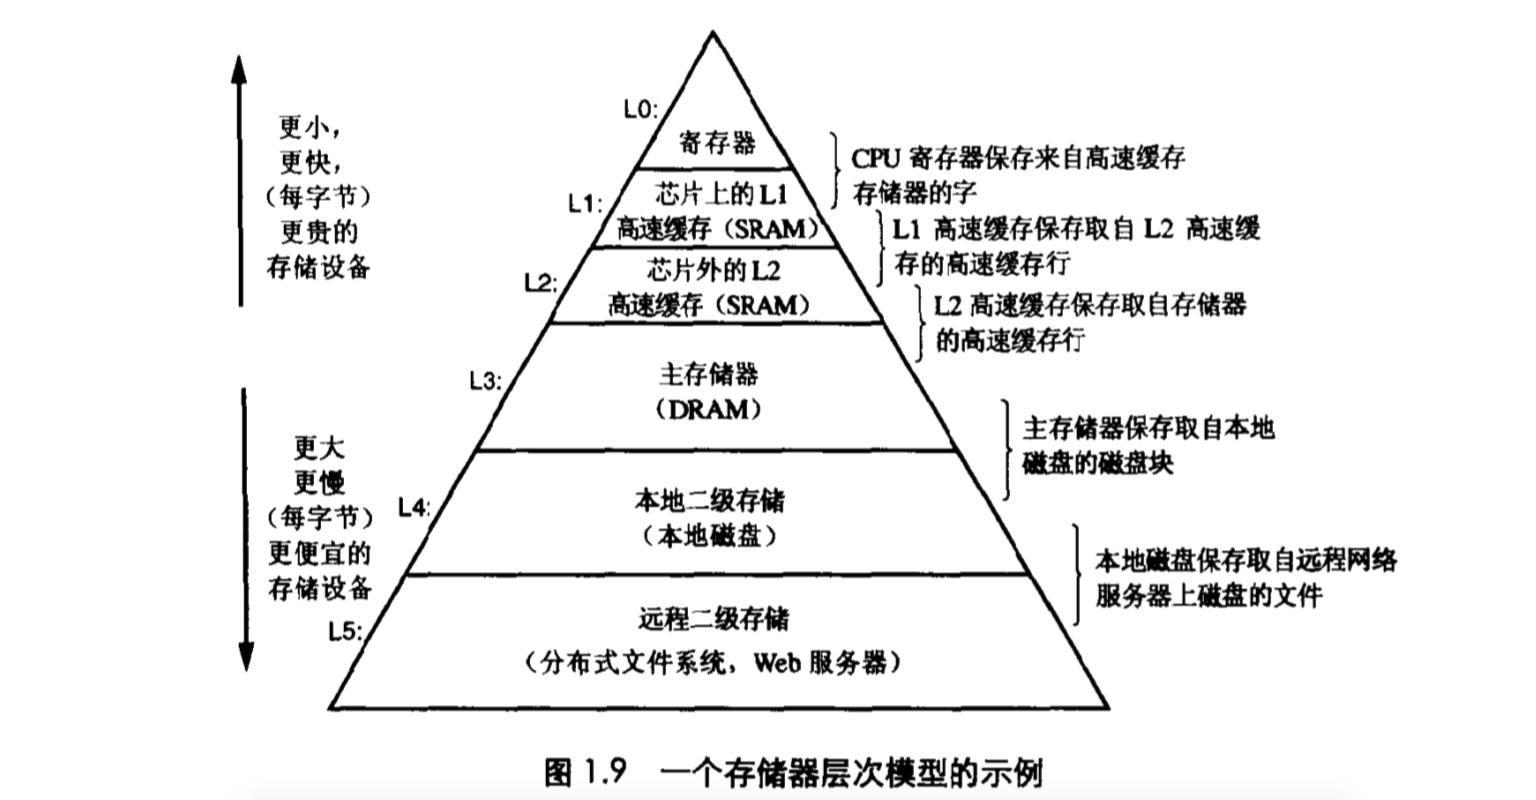 更小，
更快，
（每字节）
更贵的
存储设备
更大
更慢
（每字节）
更便宜的
存储设备
L0:
寄存器
L1:
芯片上的L1
高速缓存（SRAM）
L2:
芯片外的L2
高速缓存（SRAM）
L3:
主存储器
（DRAM）
L4:
本地二级存储
（本地磁盘）
L5:
远程二级存储
（分布式文件系统，Web 服务器）
CPU 寄存器保存来自高速缓存
存储器的字
L1 高速缓存保存取自 L2 高速缓
存的高速缓存行
L2 高速缓存保存取自存储器
的高速缓存行
主存储器保存取自本地
磁盘的磁盘块
本地磁盘保存取自远程网络
服务器上磁盘的文件
图 1.9 一个存储器层次模型的示例